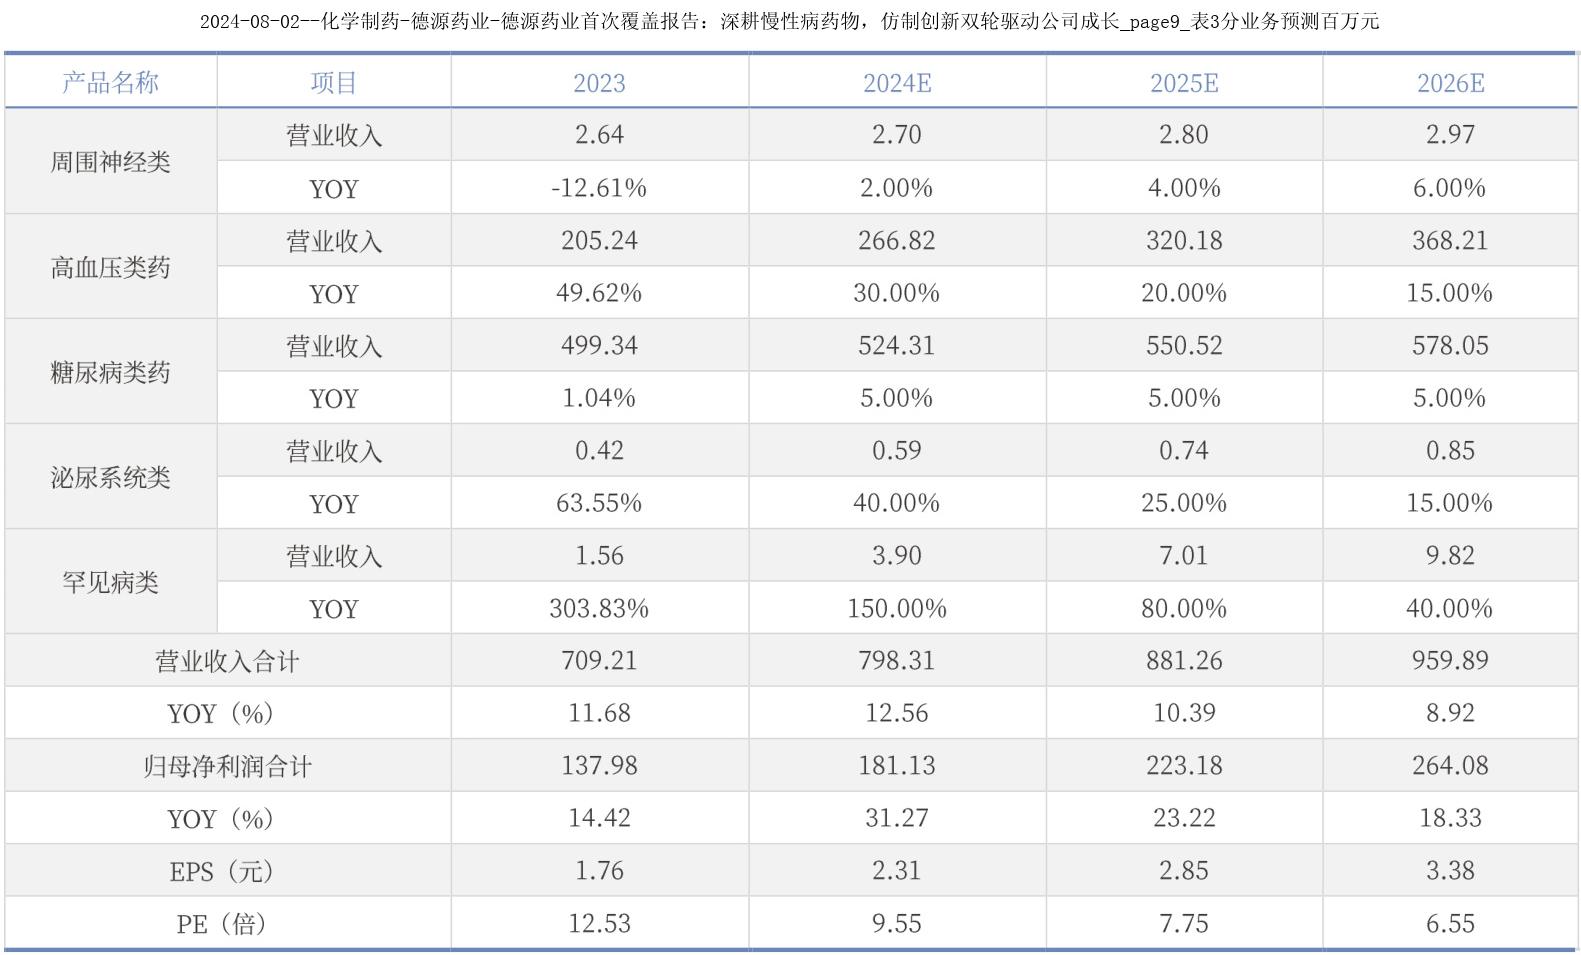 2024-08-02--化学制药-德源药业-德源药业首次覆盖报告：深耕慢性病药物，仿制创新双轮驱动公司成长_page9_表3分业务预测百万元
产品名称 项目 2023 2024E 2025E 2026E
周围神经类 营业收入 2.64 2.70 2.80 2.97
YOY -12.61% 2.00% 4.00% 6.00%
高血压类药 营业收入 205.24 266.82 320.18 368.21
YOY 49.62% 30.00% 20.00% 15.00%
糖尿病类药 营业收入 499.34 524.31 550.52 578.05
YOY 1.04% 5.00% 5.00% 5.00%
泌尿系统类 营业收入 0.42 0.59 0.74 0.85
YOY 63.55% 40.00% 25.00% 15.00%
罕见病类 营业收入 1.56 3.90 7.01 9.82
YOY 303.83% 150.00% 80.00% 40.00%
营业收入合计 709.21 798.31 881.26 959.89
YOY（%） 11.68 12.56 10.39 8.92
归母净利润合计 137.98 181.13 223.18 264.08
YOY（%） 14.42 31.27 23.22 18.33
EPS（元） 1.76 2.31 2.85 3.38
PE（倍） 12.53 9.55 7.75 6.55